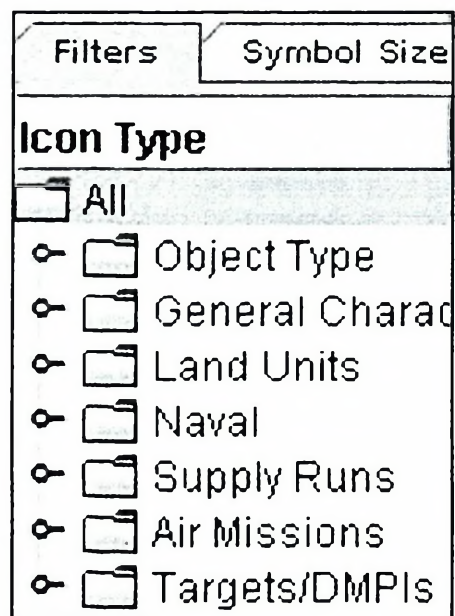 Filters Symbol Size
Icon Type
All
Object Type
General Charac
Land Units
Naval
Supply Runs
Air Missions
Targets/DMPIs